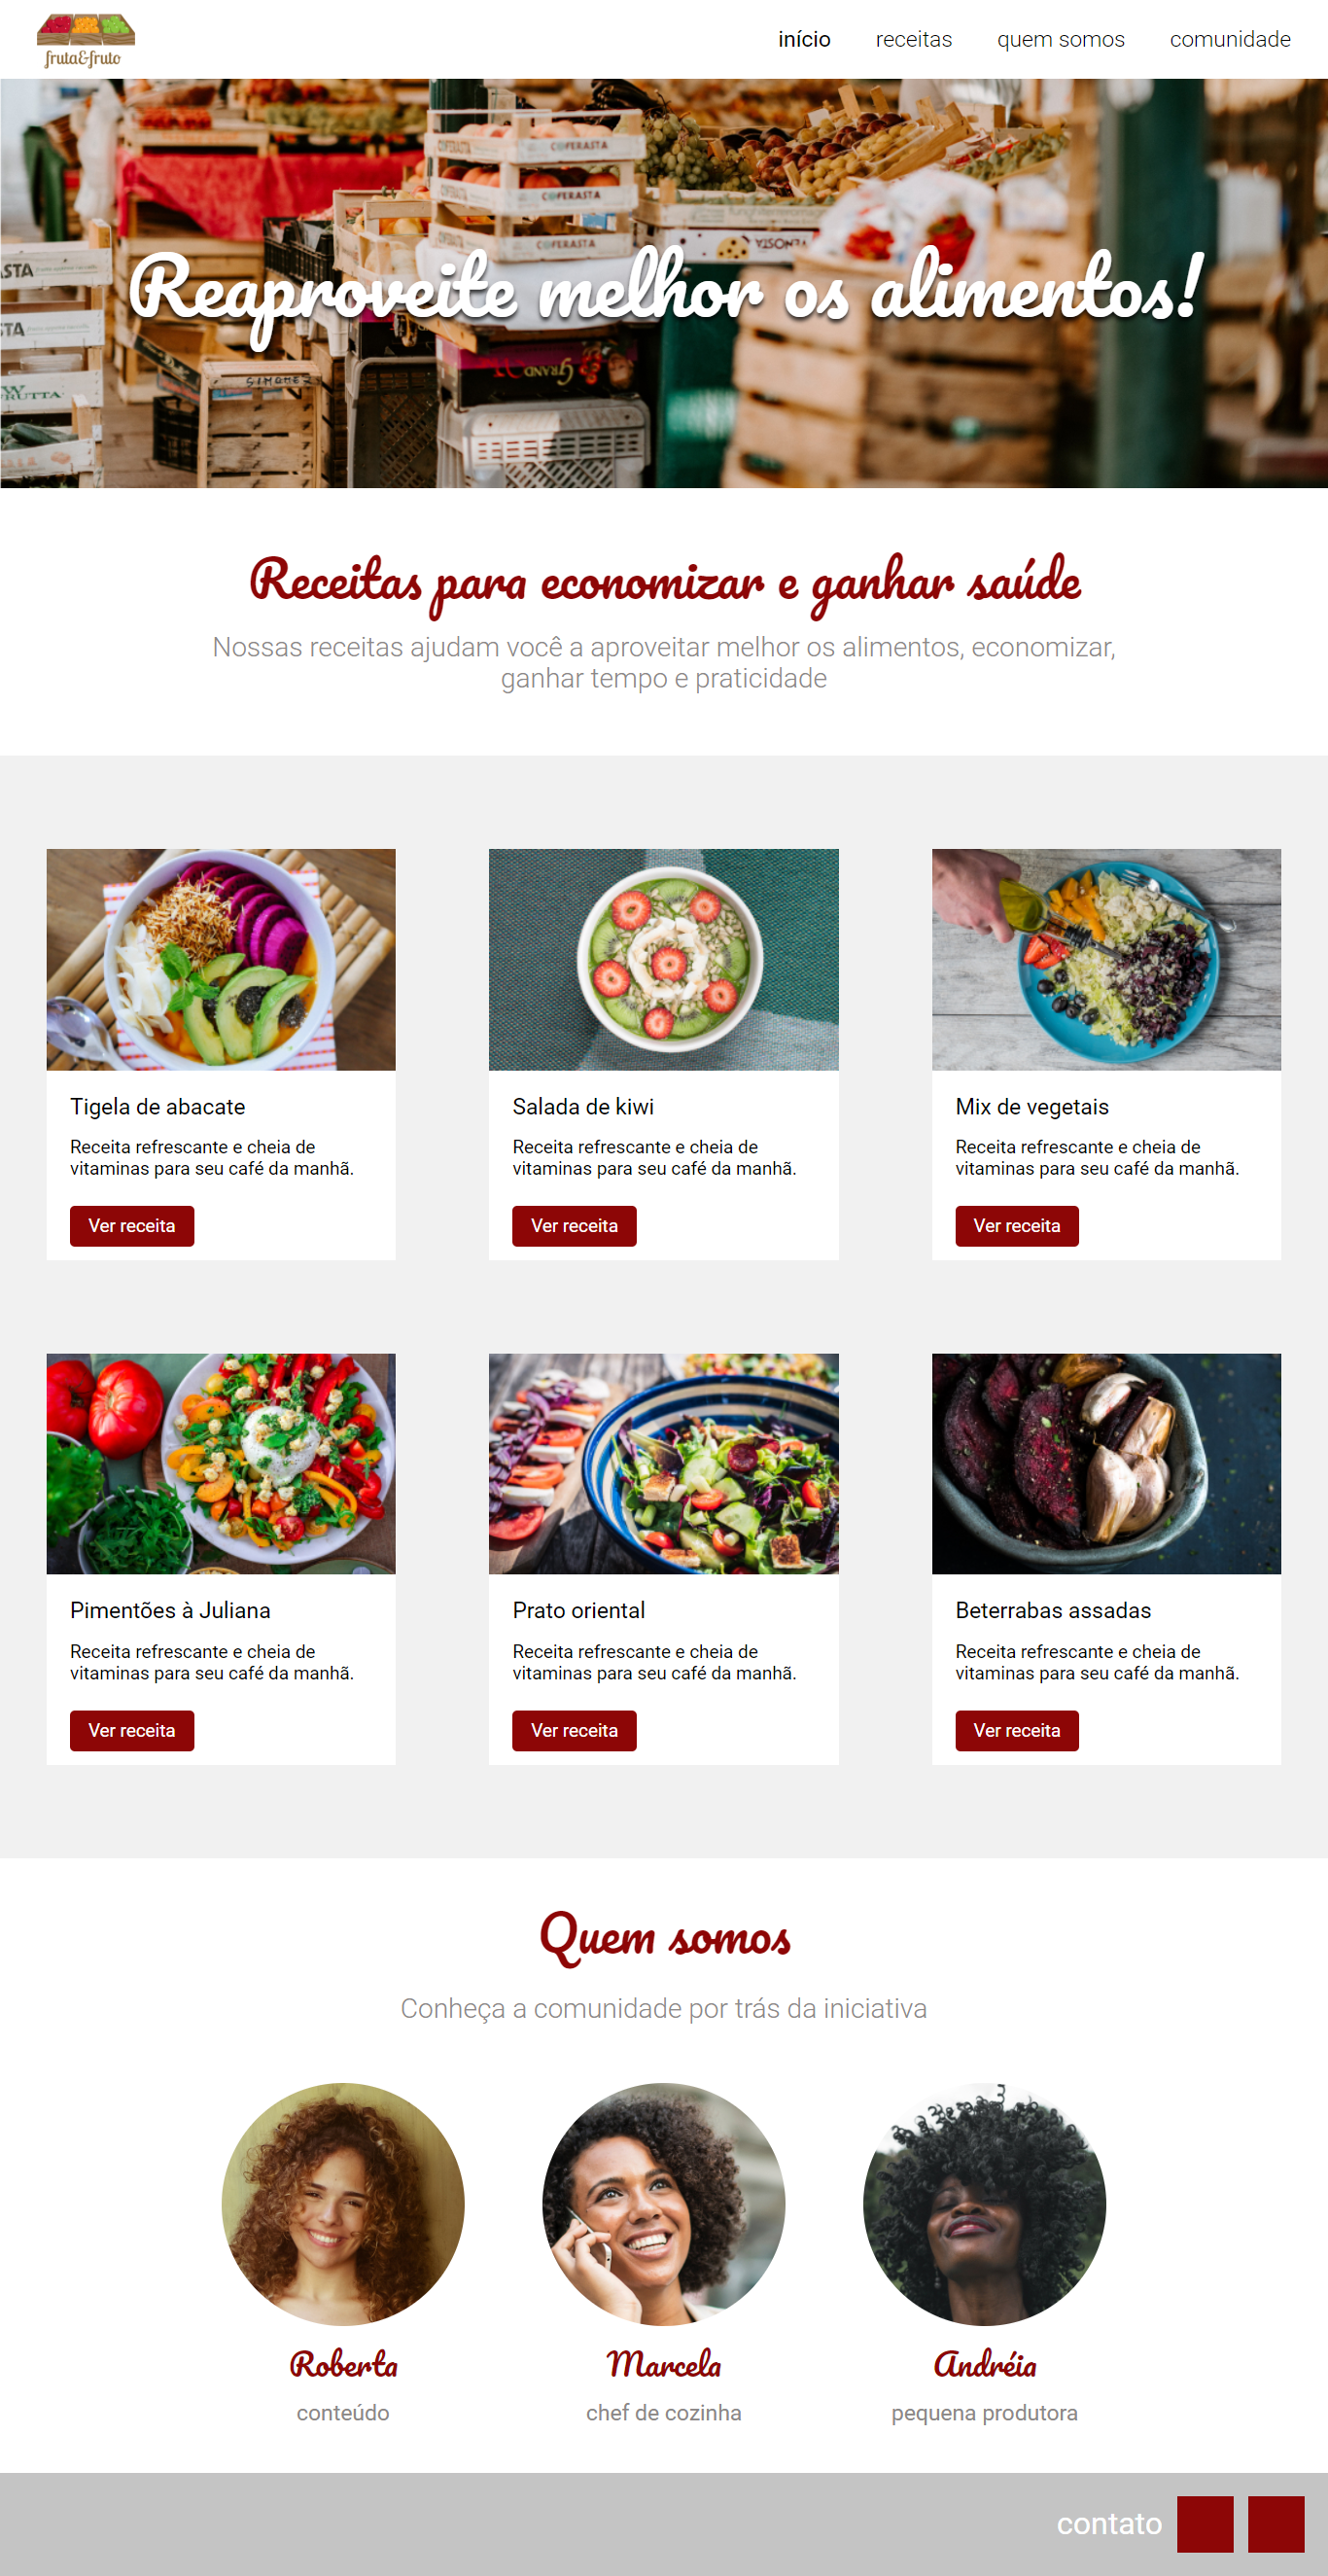 fruta&fruto
início receitas quem somos comunidade
COFERASTA
COFERASTA
COFERASTA
COFERASTA
Reaproveite melhor os alimentos!
Receitas para economizar e ganhar saúde
Nossas receitas ajudam você a aproveitar melhor os alimentos, economizar,
ganhar tempo e praticidade
Tigela de abacate
Receita refrescante e cheia de
vitaminas para seu café da manhã.
Ver receita
Salada de kiwi
Receita refrescante e cheia de
vitaminas para seu café da manhã.
Ver receita
Mix de vegetais
Receita refrescante e cheia de
vitaminas para seu café da manhã.
Ver receita
Pimentões à Juliana
Receita refrescante e cheia de
vitaminas para seu café da manhã.
Ver receita
Prato oriental
Receita refrescante e cheia de
vitaminas para seu café da manhã.
Ver receita
Beterrabas assadas
Receita refrescante e cheia de
vitaminas para seu café da manhã.
Ver receita
Quem somos
Conheça a comunidade por trás da iniciativa
Roberta
conteúdo
Marcela
chef de cozinha
Andréia
pequena produtora
contato